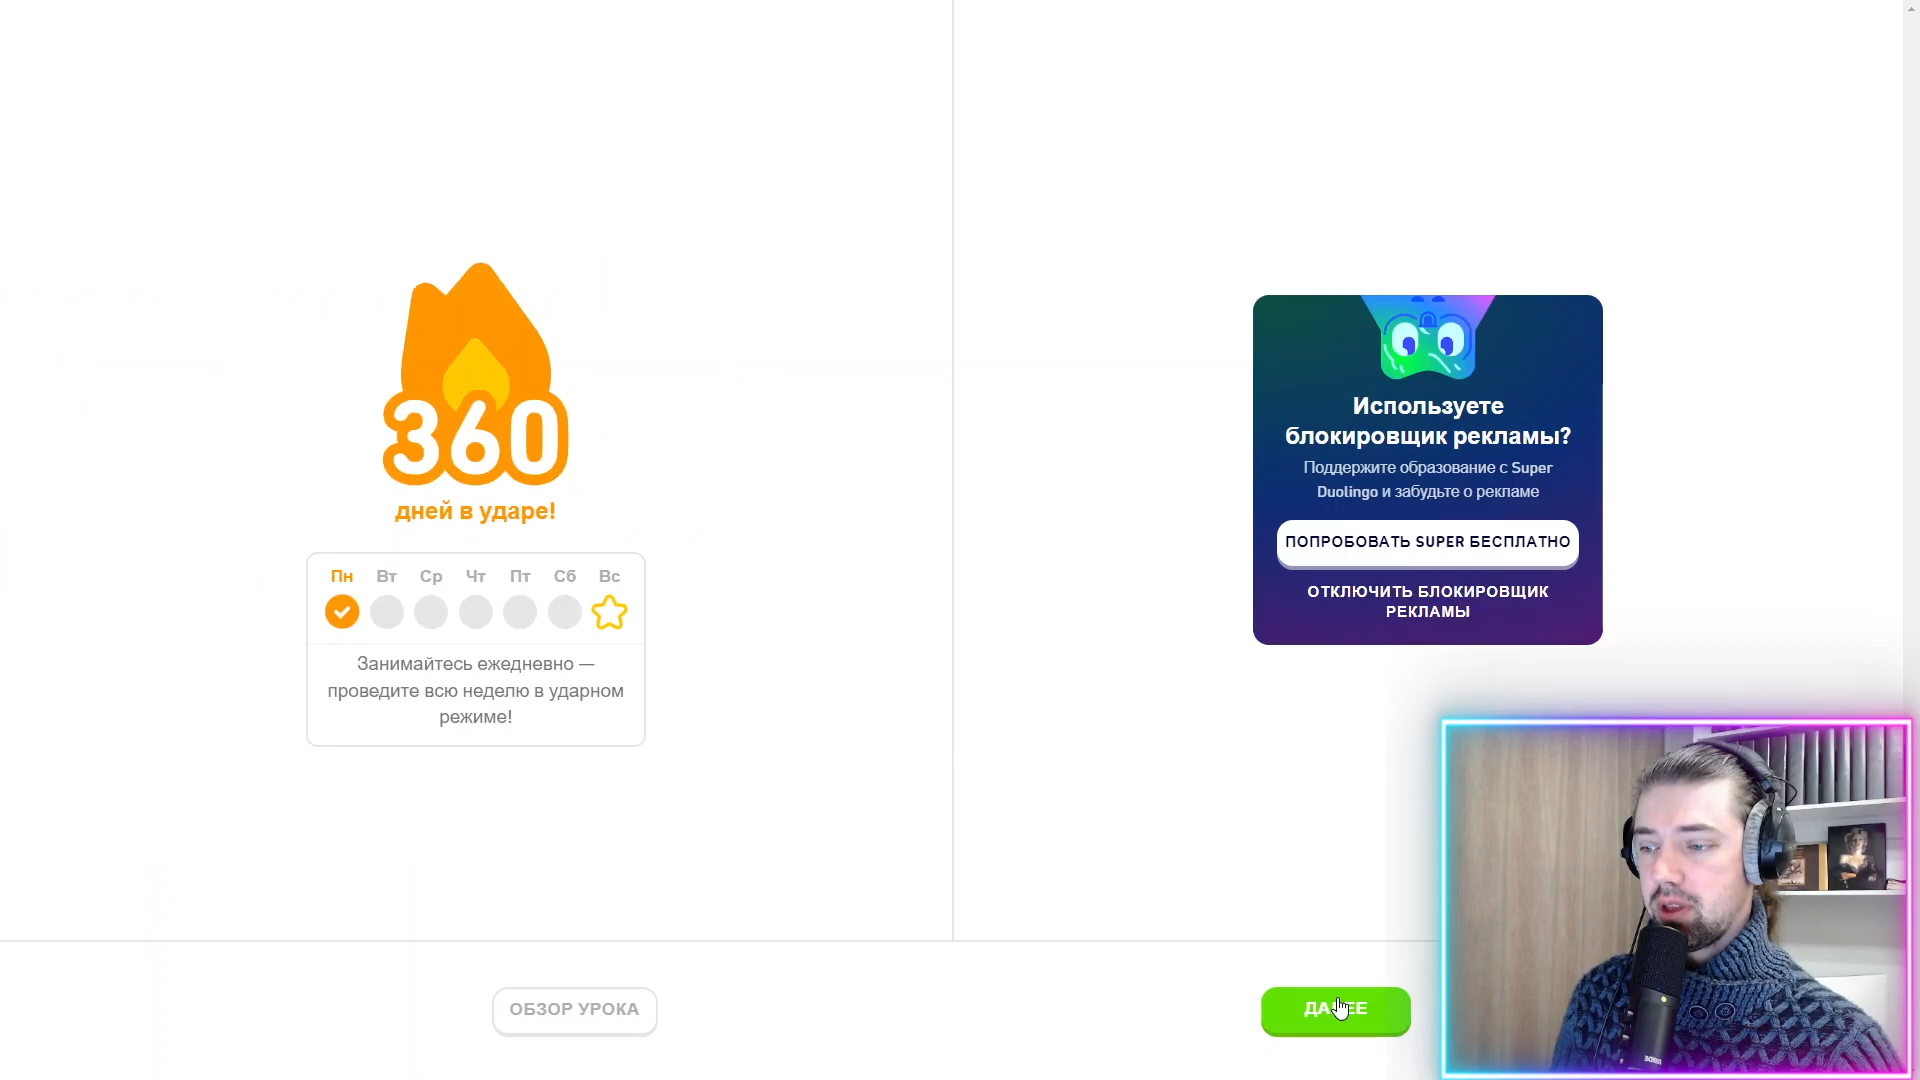 360
дней в ударе!
Пн Вт Ср Чт Пт Сб Вс
Занимайтесь ежедневно —
проведите всю неделю в ударном
режиме!
Используете
блокировщик рекламы?
Поддержите образование с Super
Duolingo и забудьте о рекламе
ПОПРОБОВАТЬ SUPER БЕСПЛАТНО
ОТКЛЮЧИТЬ БЛОКИРОВЩИК
РЕКЛАМЫ
ОБЗОР УРОКА
ДАЛЕЕ